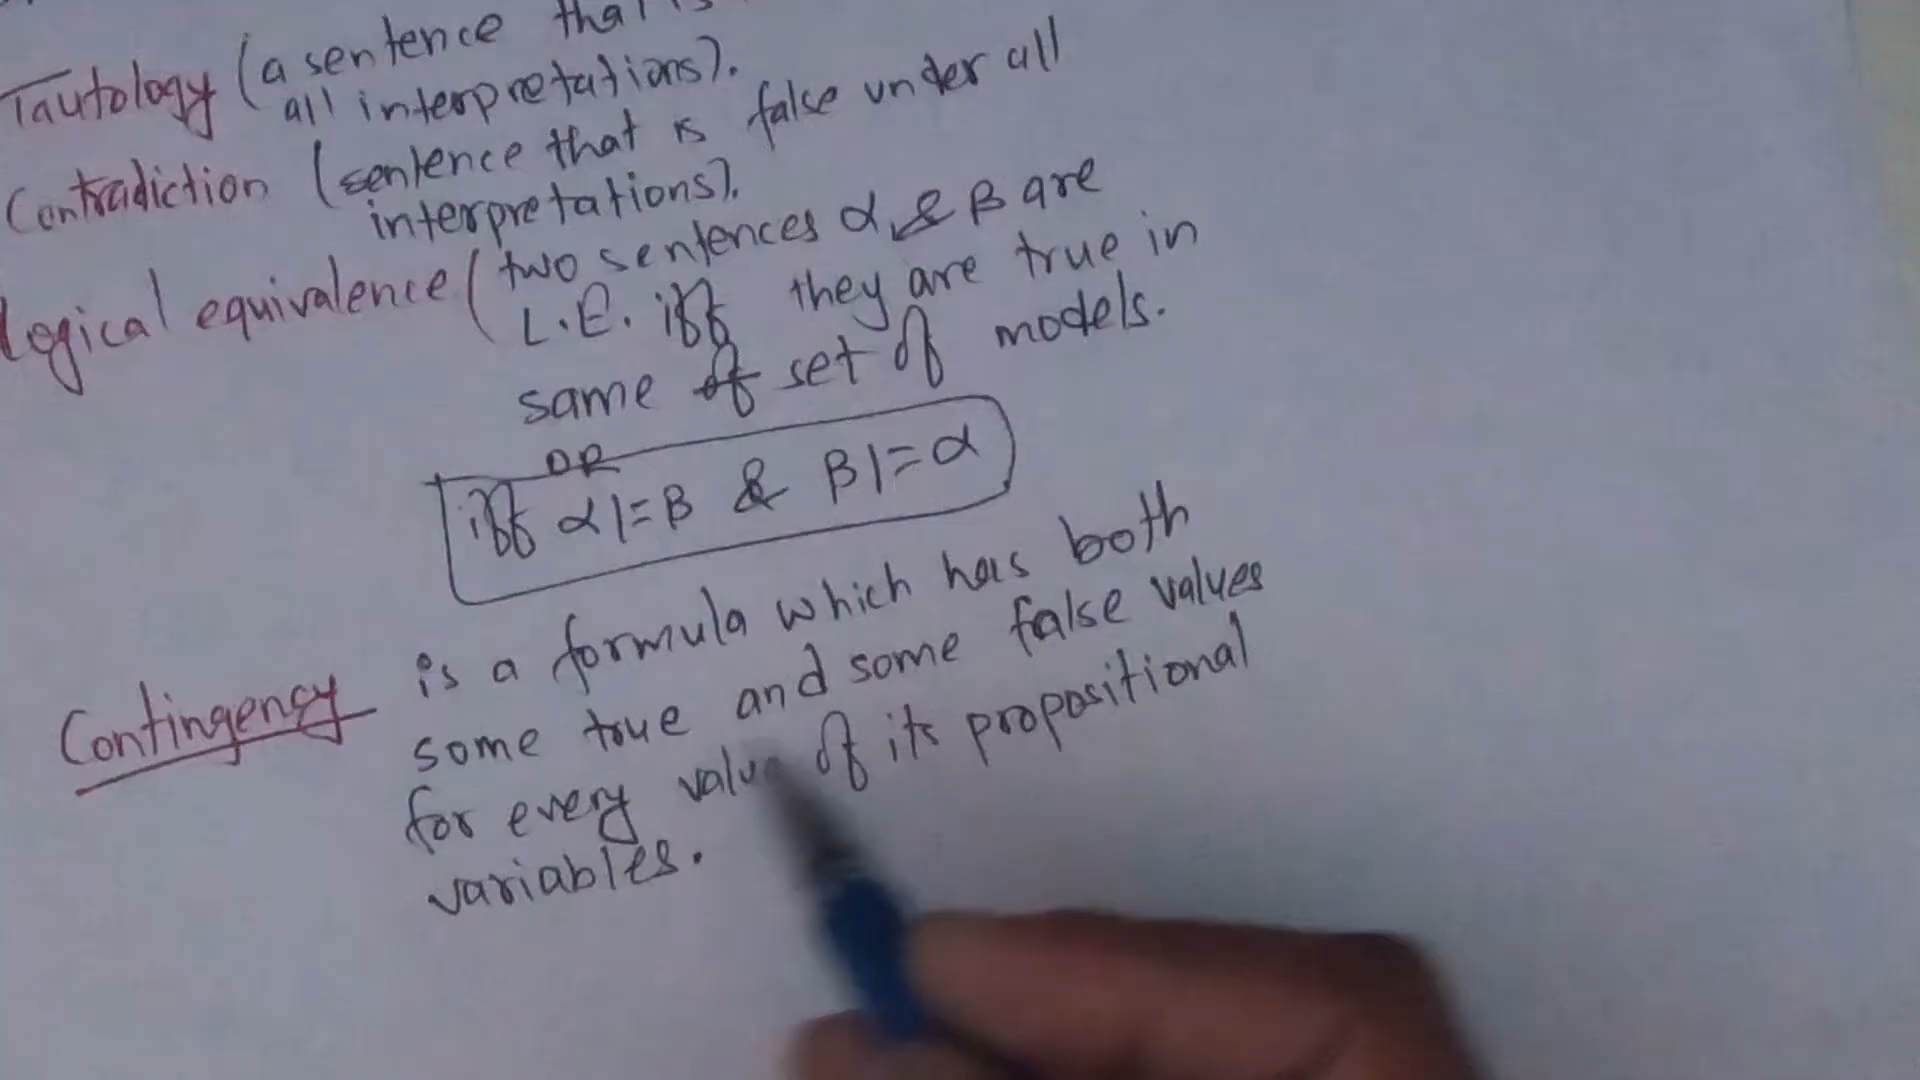 Tautology (a sentence that is
all interpretations).
Contradiction (sentence that is false under all
interpretations).
logical equivalence (two sentences α & β are
L.E. iff they are true in
same of set of models.
OR
iff α |= β & β |= α
Contingency is a formula which has both
some true and some false values
for every value of its propositional
variables.